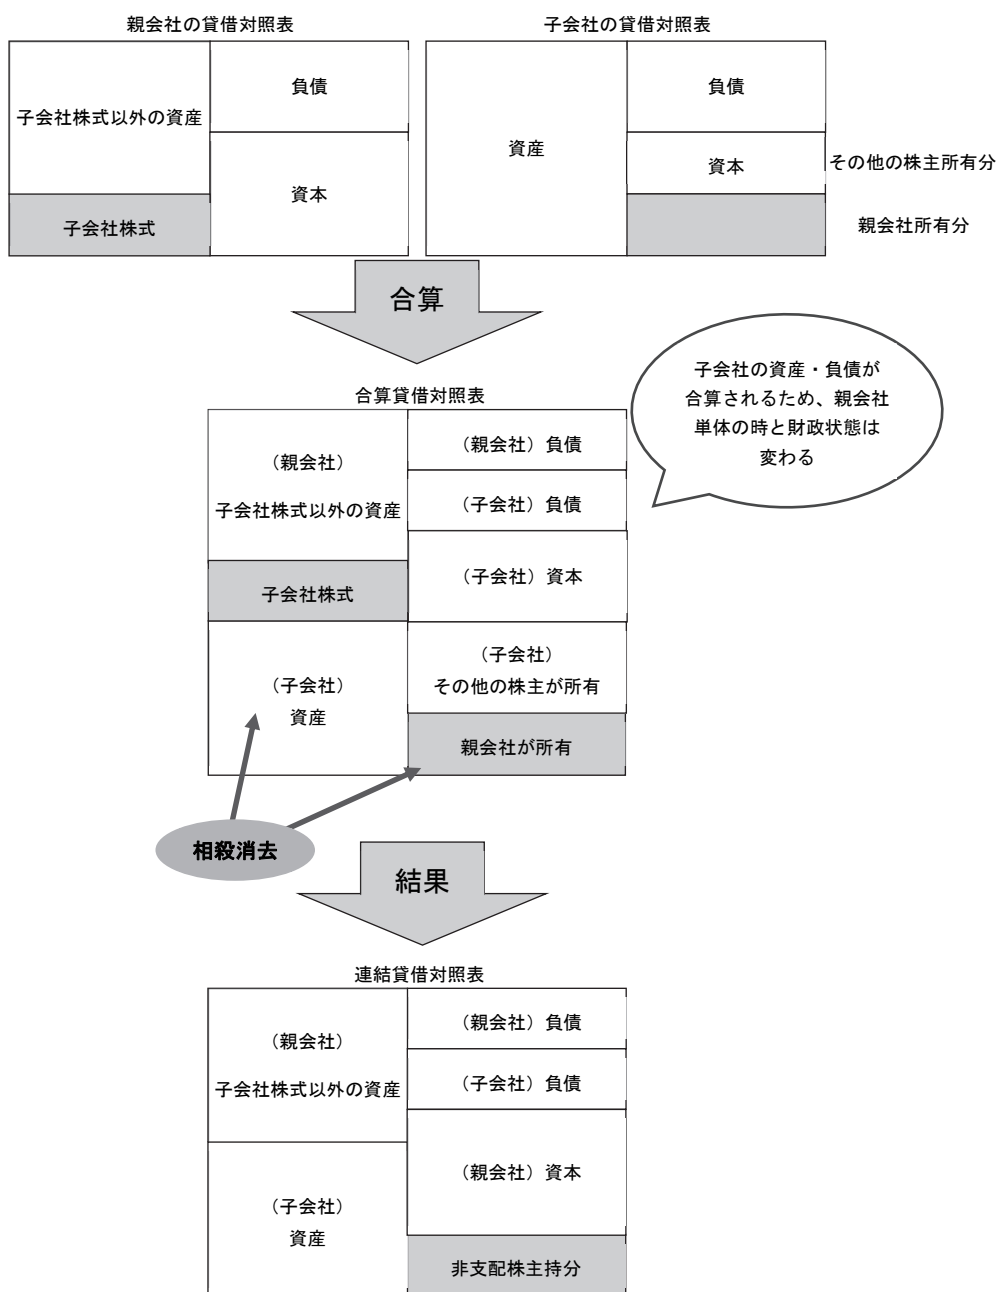 親会社の貸借対照表
子会社の貸借対照表
子会社株式以外の資産
負債
資本
子会社株式
資産
負債
資本
その他の株主所有分
親会社所有分
合算
子会社の資産・負債が
合算されるため、親会社
単体の時と財政状態は
変わる
合算貸借対照表
（親会社）
子会社株式以外の資産
（親会社）負債
（子会社）負債
（子会社）資本
子会社株式
（子会社）
資産
（子会社）
その他の株主が所有
親会社が所有
相殺消去
結果
連結貸借対照表
（親会社）
子会社株式以外の資産
（親会社）負債
（子会社）負債
（親会社）資本
（子会社）
資産
非支配株主持分